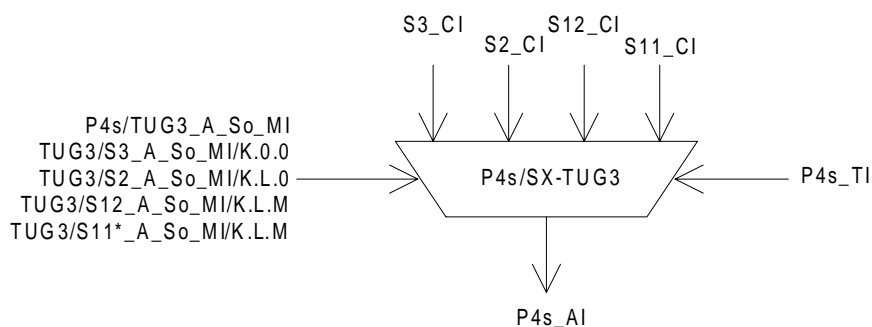 S3_CI
S12_CI
S2_CI
S11_CI
P4s/TUG3_A_So_MI
TUG3/S3_A_So_MI/K.0.0
TUG3/S2_A_So_MI/K.L.0
TUG3/S12_A_So_MI/K.L.M
TUG3/S11*_A_So_MI/K.L.M
P4s/SX-TUG3
P4s_TI
P4s_AI